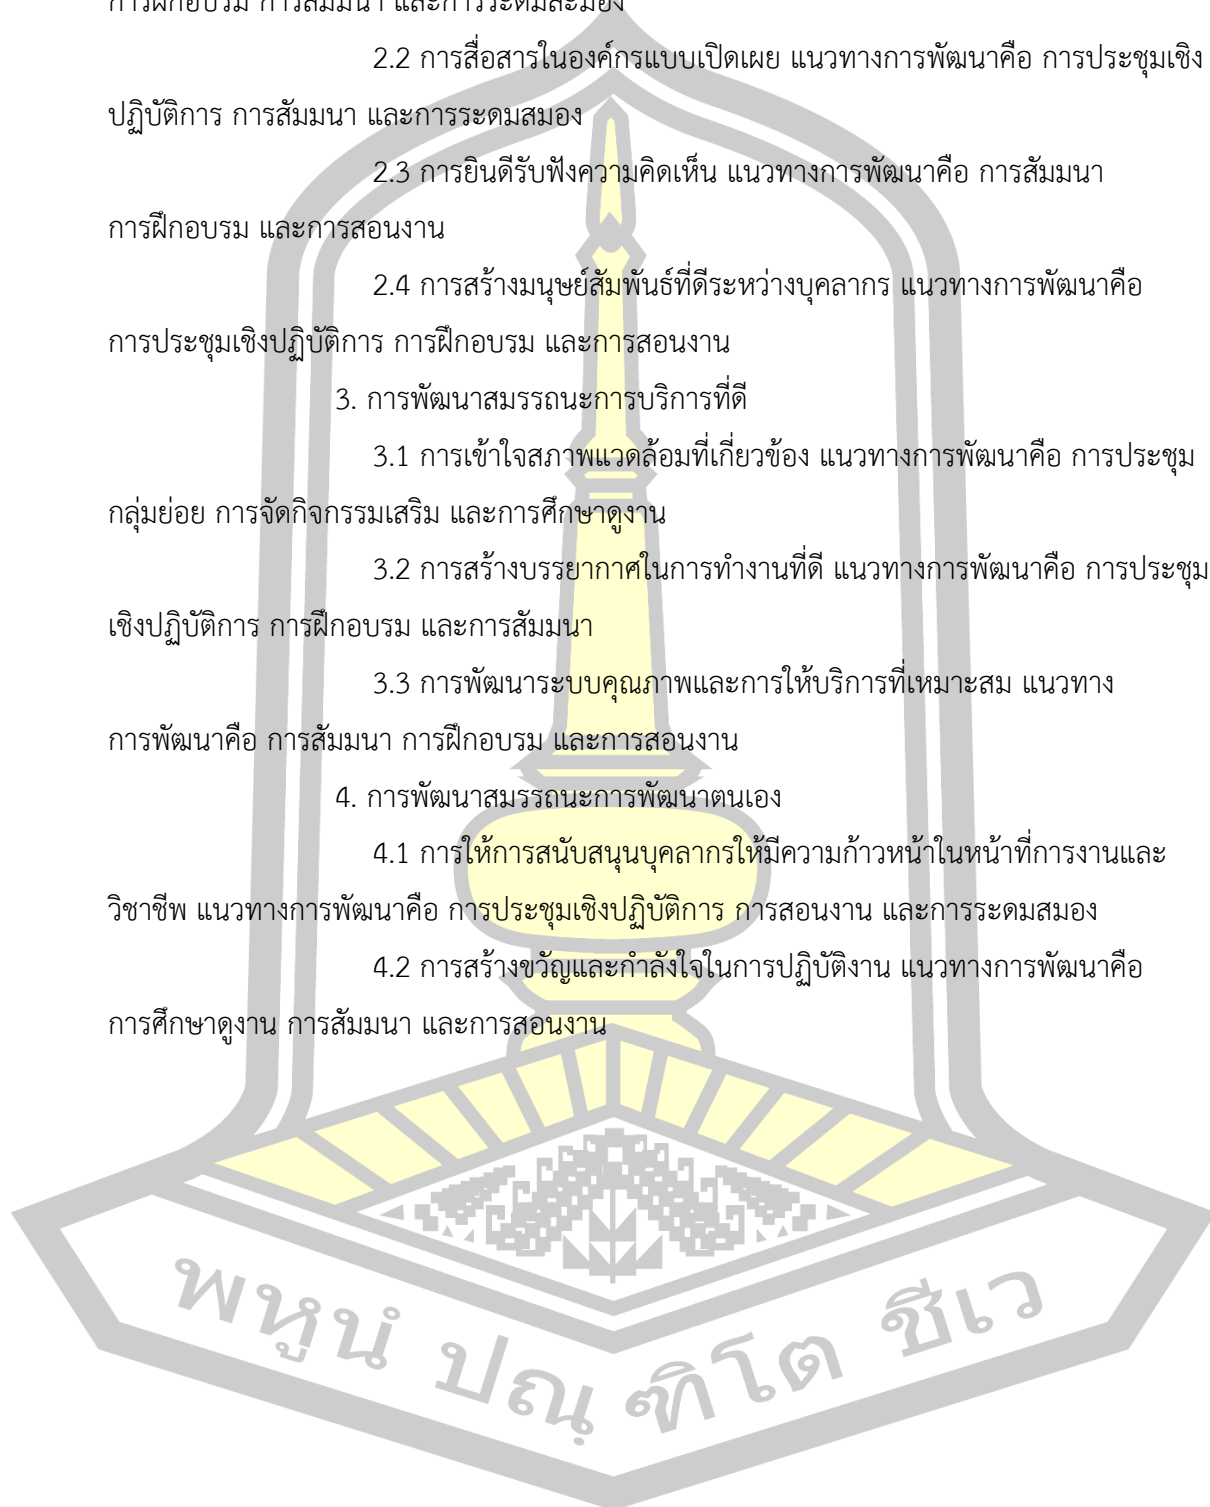 การฝึกอบรม การสัมมนา และการระดมสะมอง
2.2 การสื่อสารในองค์กรแบบเปิดเผย แนวทางการพัฒนาคือ การประชุมเชิง
ปฏิบัติการ การสัมมนา และการระดมสมอง
2.3 การยินดีรับฟังความคิดเห็น แนวทางการพัฒนาคือ การสัมมนา
การฝึกอบรม และการสอนงาน
2.4 การสร้างมนุษย์สัมพันธ์ที่ดีระหว่างบุคลากร แนวทางการพัฒนาคือ
การประชุมเชิงปฏิบัติการ การฝึกอบรม และการสอนงาน
3. การพัฒนาสมรรถนะการบริการที่ดี
3.1 การเข้าใจสภาพแวดล้อมที่เกี่ยวข้อง แนวทางการพัฒนาคือ การประชุม
กลุ่มย่อย การจัดกิจกรรมเสริม และการศึกษาดูงาน
3.2 การสร้างบรรยากาศในการทำงานที่ดี แนวทางการพัฒนาคือ การประชุม
เชิงปฏิบัติการ การฝึกอบรม และการสัมมนา
3.3 การพัฒนาระบบคุณภาพและการให้บริการที่เหมาะสม แนวทาง
การพัฒนาคือ การสัมมนา การฝึกอบรม และการสอนงาน
4. การพัฒนาสมรรถนะการพัฒนาตนเอง
4.1 การให้การสนับสนุนบุคลากรให้มีความก้าวหน้าในหน้าที่การงานและ
วิชาชีพ แนวทางการพัฒนาคือ การประชุมเชิงปฏิบัติการ การสอนงาน และการระดมสมอง
4.2 การสร้างขวัญและกำลังใจในการปฏิบัติงาน แนวทางการพัฒนาคือ
การศึกษาดูงาน การสัมมนา และการสอนงาน
พหูนํ ปณฺฑิโต ชีเว